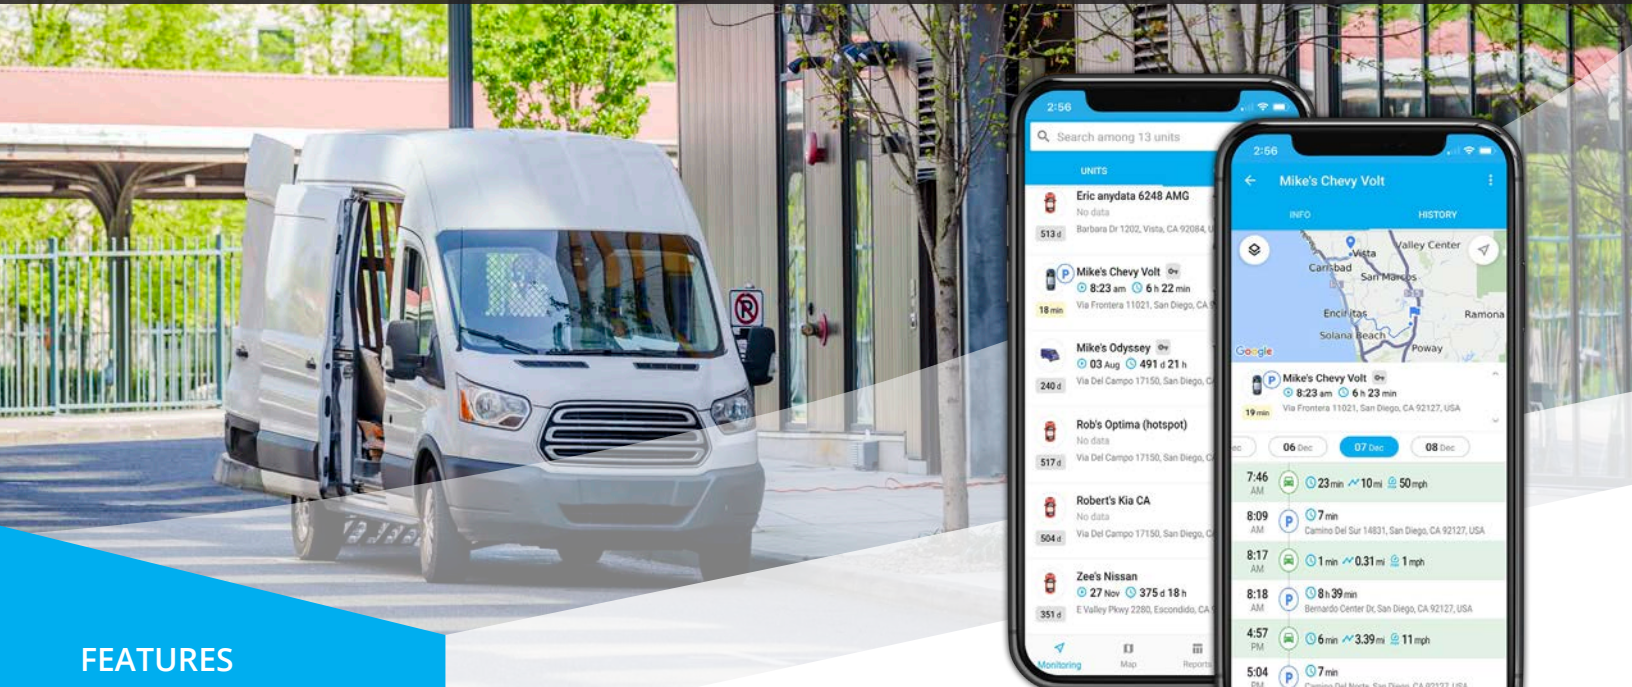 2:56
Search among 13 units
UNITS
Eric anydata 6248 AMG
No data
513 d
Barbara Dr 1202, Vista, CA 92084, U
P
Mike's Chevy Volt
8:23 am 6 h 22 min
18 min
Via Frontera 11021, San Diego, CA 9
Mike's Odyssey
03 Aug 491 d 21 h
240 d
Via Del Campo 17150, San Diego, C
Rob's Optima (hotspot)
No data
517 d
Via Del Campo 17150, San Diego, C
Robert's Kia CA
No data
504 d
Via Del Campo 17150, San Diego, C
Zee's Nissan
27 Nov 375 d 18 h
351 d
E Valley Pkwy 2280, Escondido, CA
Monitoring
Map
Reports
2:56
Mike's Chevy Volt
INFO
HISTORY
Valley Center
Vista
Carlsbad
San Marcos
Encinitas
Ramona
Solana Beach
Poway
Google
P
Mike's Chevy Volt
8:23 am 6 h 23 min
19 min
Via Frontera 11021, San Diego, CA 92127, USA
06 Dec
07 Dec
08 Dec
7:46 AM 23 min 10 mi 50 mph
8:09 AM P 7 min
Camino Del Sur 14831, San Diego, CA 92127, USA
8:17 AM 1 min 0.31 mi 1 mph
8:18 AM P 8 h 39 min
Bernardo Center Dr, San Diego, CA 92127, USA
4:57 PM 6 min 3.39 mi 11 mph
5:04 PM P 7 min
Camino Del Norte, San Diego, CA 92127, USA
FEATURES